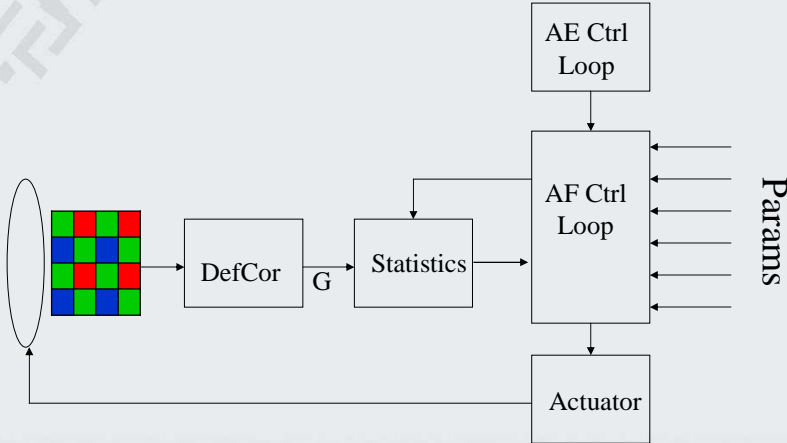 AE Ctrl
Loop
AF Ctrl
Loop
Params
DefCor
G
Statistics
Actuator